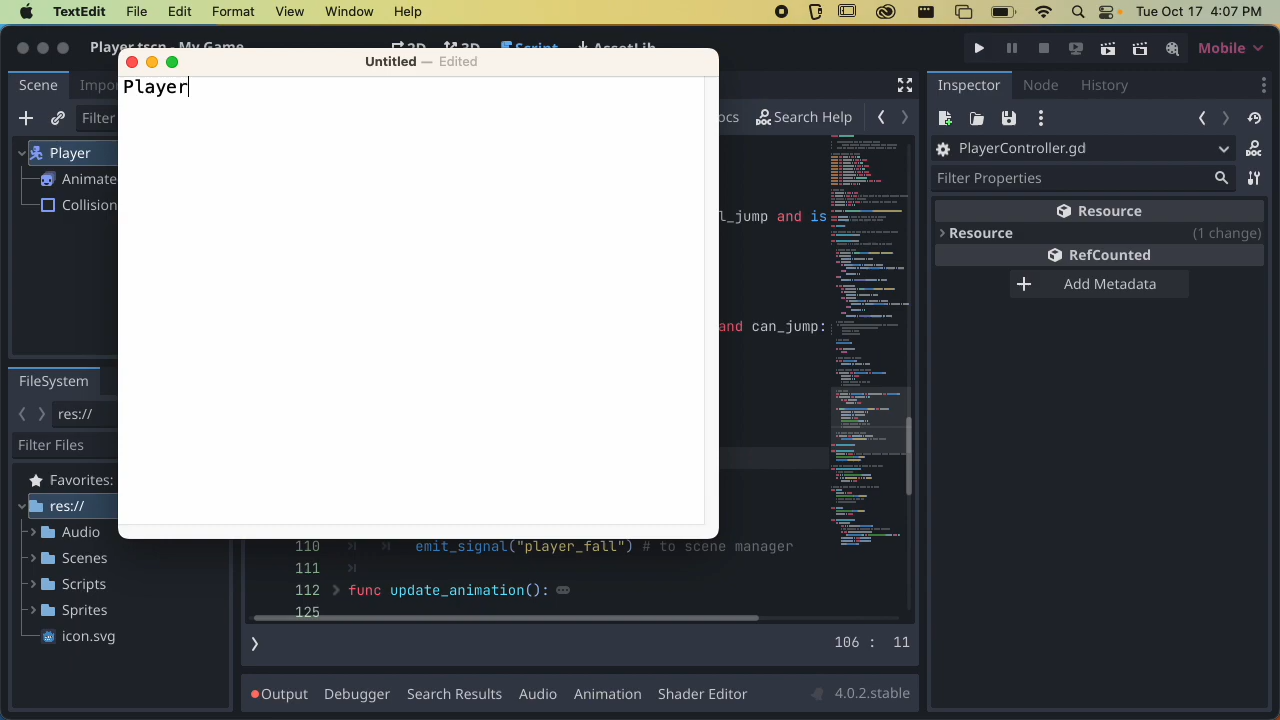 TextEdit File Edit Format View Window Help Tue Oct 17 4:07 PM
Player.tscn - My Game 2D 3D Script AssetLib Mobile
Untitled — Edited
Player
Scene Impo
Filter
Player
nimate
Collision
FileSystem
res://
Filter Files
Favorites:
res://
Audio
Scenes
Scripts
Sprites
icon.svg
ocs Search Help
l_jump and is
and can_jump:
110 emit_signal("player_fall") # to scene manager
111
112 func update_animation():
125
106 : 11
Output Debugger Search Results Audio Animation Shader Editor 4.0.2.stable
Inspector Node History
PlayerController.gd
Filter Properties
Resource (1 change)
RefCounted
Add Metadata